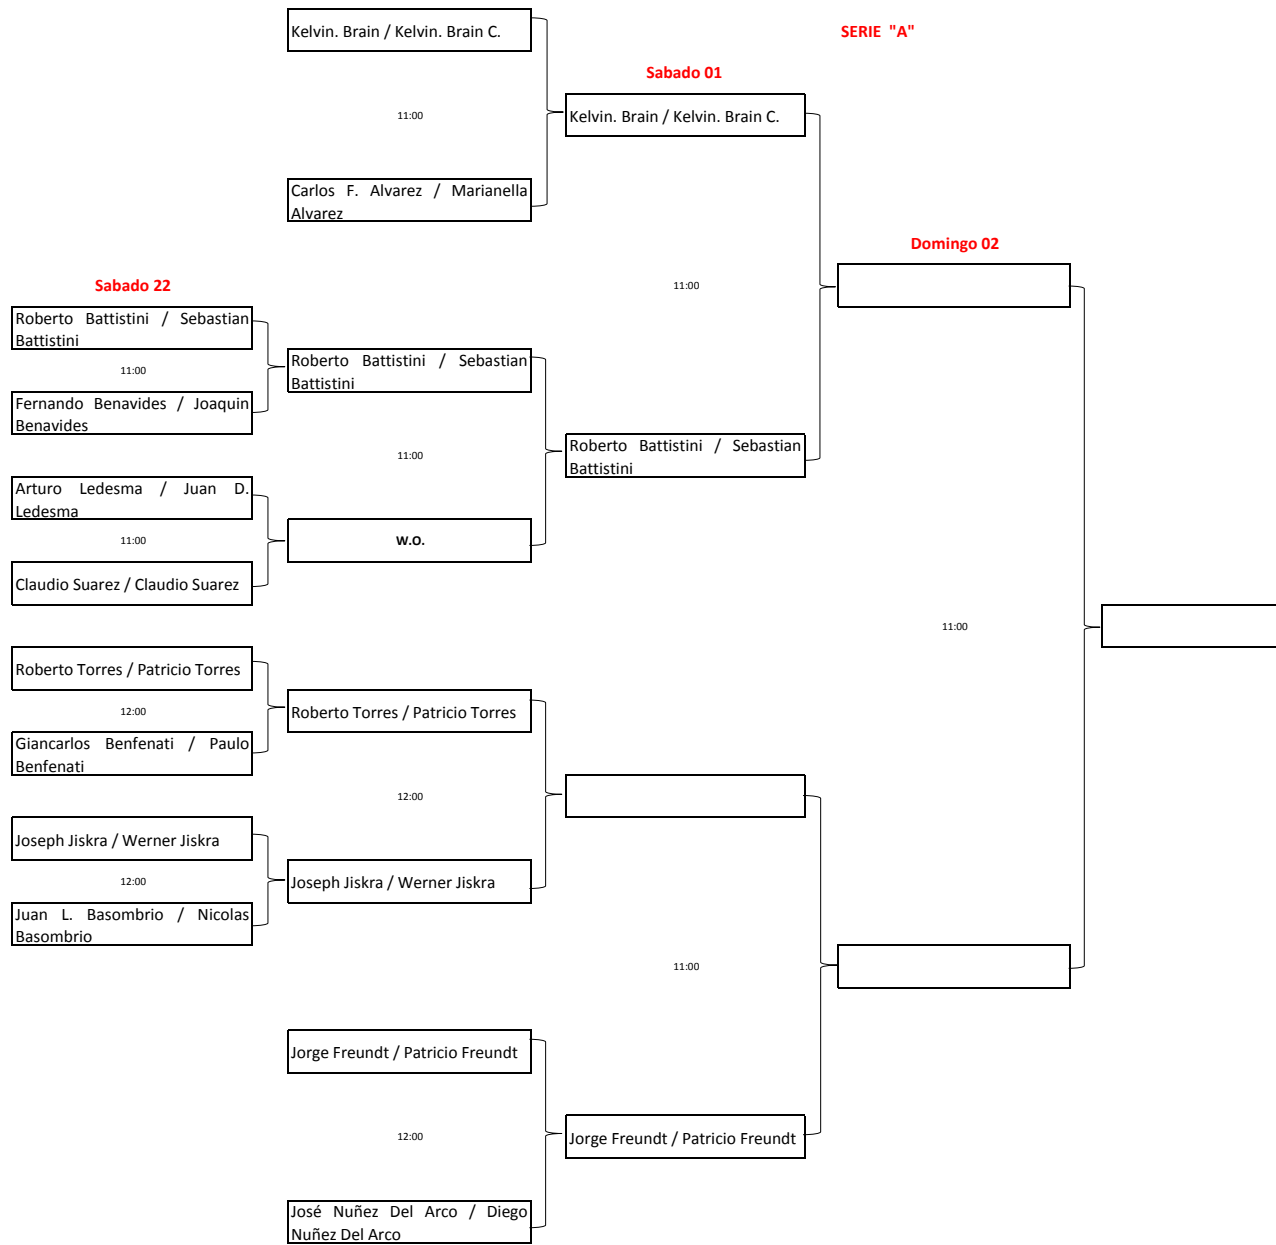 Kelvin. Brain / Kelvin. Brain C.
SERIE "A"
Sabado 01
11:00
Kelvin. Brain / Kelvin. Brain C.
Carlos F. Alvarez / Marianella
Alvarez
Domingo 02
Sabado 22
11:00
Roberto Battistini / Sebastian
Battistini
11:00
Roberto Battistini / Sebastian
Battistini
Fernando Benavides / Joaquin
Benavides
11:00
Roberto Battistini / Sebastian
Battistini
Arturo Ledesma / Juan D.
Ledesma
11:00
W.O.
Claudio Suarez / Claudio Suarez
11:00
Roberto Torres / Patricio Torres
12:00
Roberto Torres / Patricio Torres
Giancarlos Benfenati / Paulo
Benfenati
12:00
Joseph Jiskra / Werner Jiskra
12:00
Joseph Jiskra / Werner Jiskra
Juan L. Basombrio / Nicolas
Basombrio
11:00
Jorge Freundt / Patricio Freundt
12:00
Jorge Freundt / Patricio Freundt
José Nuñez Del Arco / Diego
Nuñez Del Arco